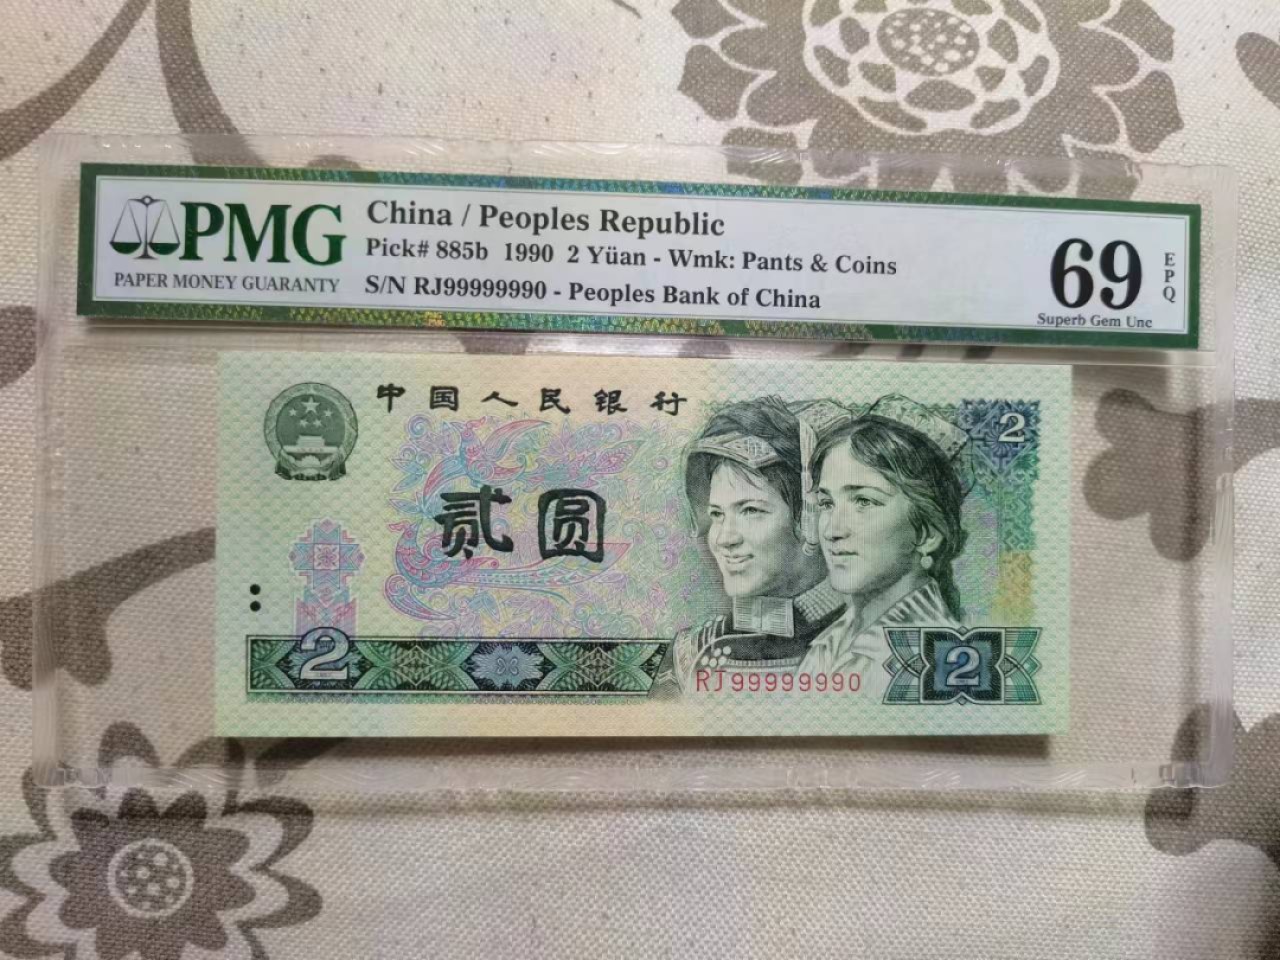 PMG
PAPER MONEY GUARANTY
China / Peoples Republic
Pick# 885b 1990 2 Yüan - Wmk: Pants & Coins
S/N RJ99999990 - Peoples Bank of China
69
EPQ
Superb Gem Unc
中国人民银行
2
贰圆
2
RJ99999990
2